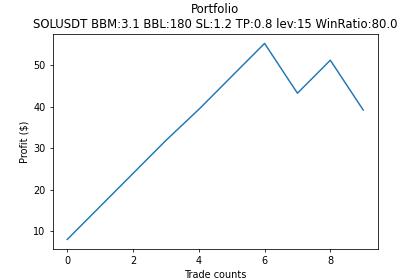 Portfolio
SOLUSDT BBM:3.1 BBL:180 SL:1.2 TP:0.8 lev:15 WinRatio:80.0
50
40
30
20
10
Profit ($)
0 2 4 6 8
Trade counts